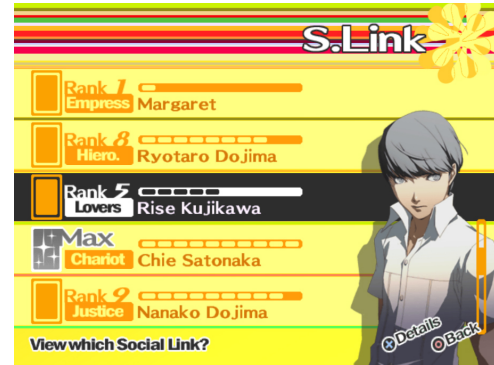 S.Link
Rank 1
Empress Margaret
Rank 8
Hiero. Ryotaro Dojima
Rank 5
Lovers Rise Kujikawa
Max
Chariot Chie Satonaka
Rank 9
Justice Nanako Dojima
View which Social Link?
Details
Back